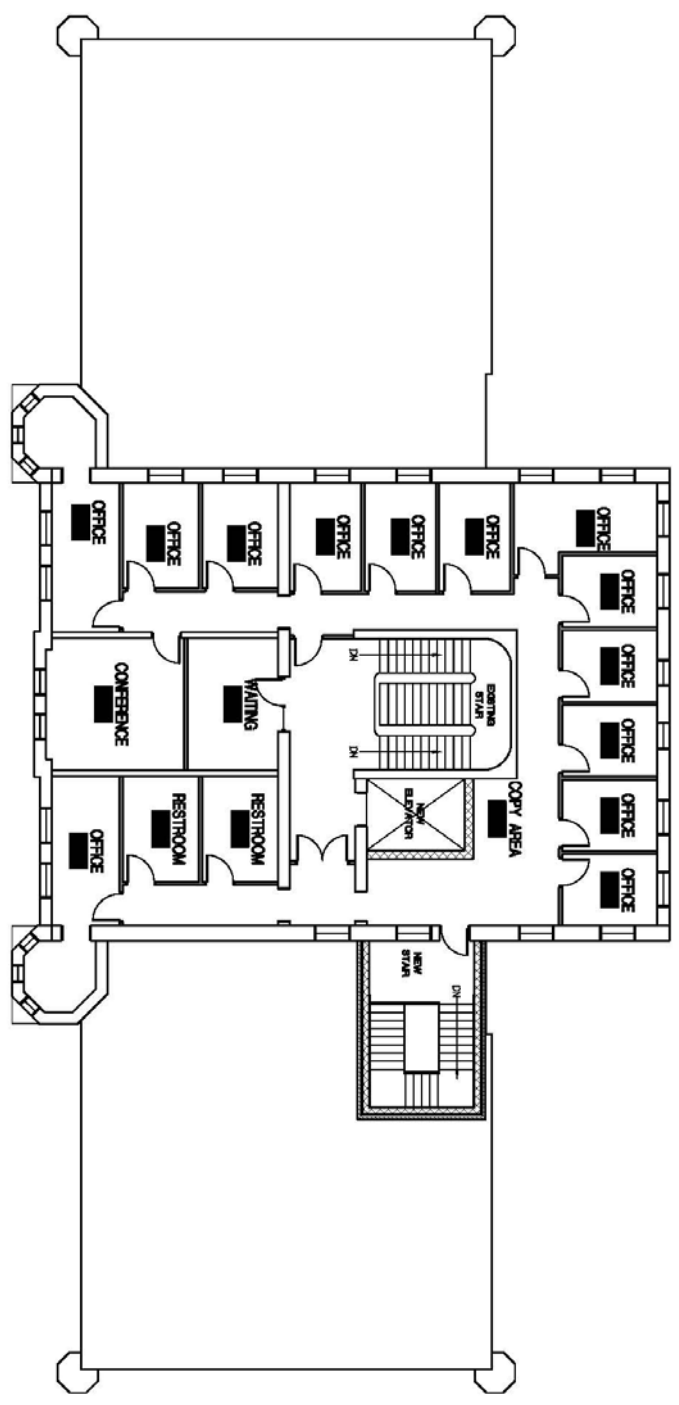 OFFICE
OFFICE
OFFICE
OFFICE
OFFICE
OFFICE
COPY AREA
OFFICE
EXISTING
STAIR
DN
OFFICE
NEW
ELEVATOR
NEW
STAIR
DN
DN
OFFICE
OFFICE
WAITING
RESTROOM
OFFICE
RESTROOM
CONFERENCE
OFFICE
OFFICE